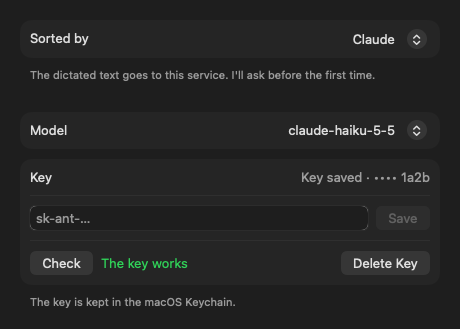 Sorted by
Claude
The dictated text goes to this service. I'll ask before the first time.
Model
claude-haiku-5-5
Key
Key saved · •••• 1a2b
sk-ant-...
Save
Check
The key works
Delete Key
The key is kept in the macOS Keychain.